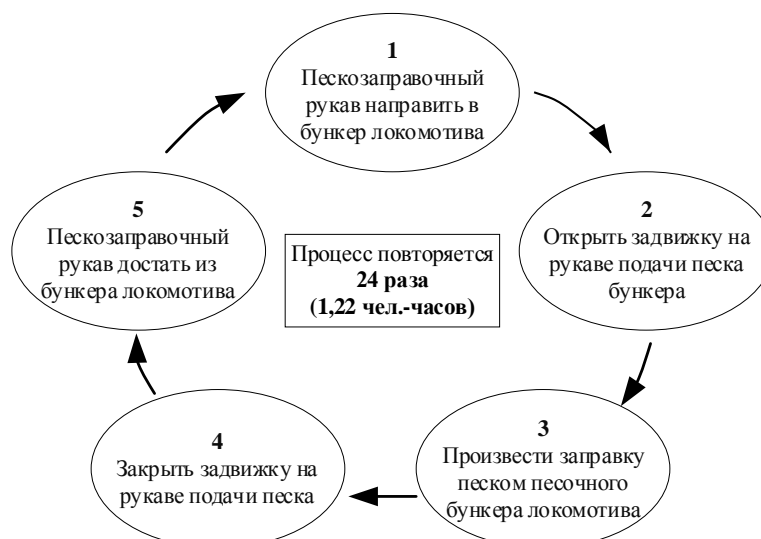 1
Пескозаправочный
рукав направить в
бункер локомотива
2
Открыть задвижку на
рукаве подачи песка
бункера
3
Произвести заправку
песком песочного
бункера локомотива
4
Закрыть задвижку на
рукаве подачи песка
5
Пескозаправочный
рукав достать из
бункера локомотива
Процесс повторяется
24 раза
(1,22 чел.-часов)